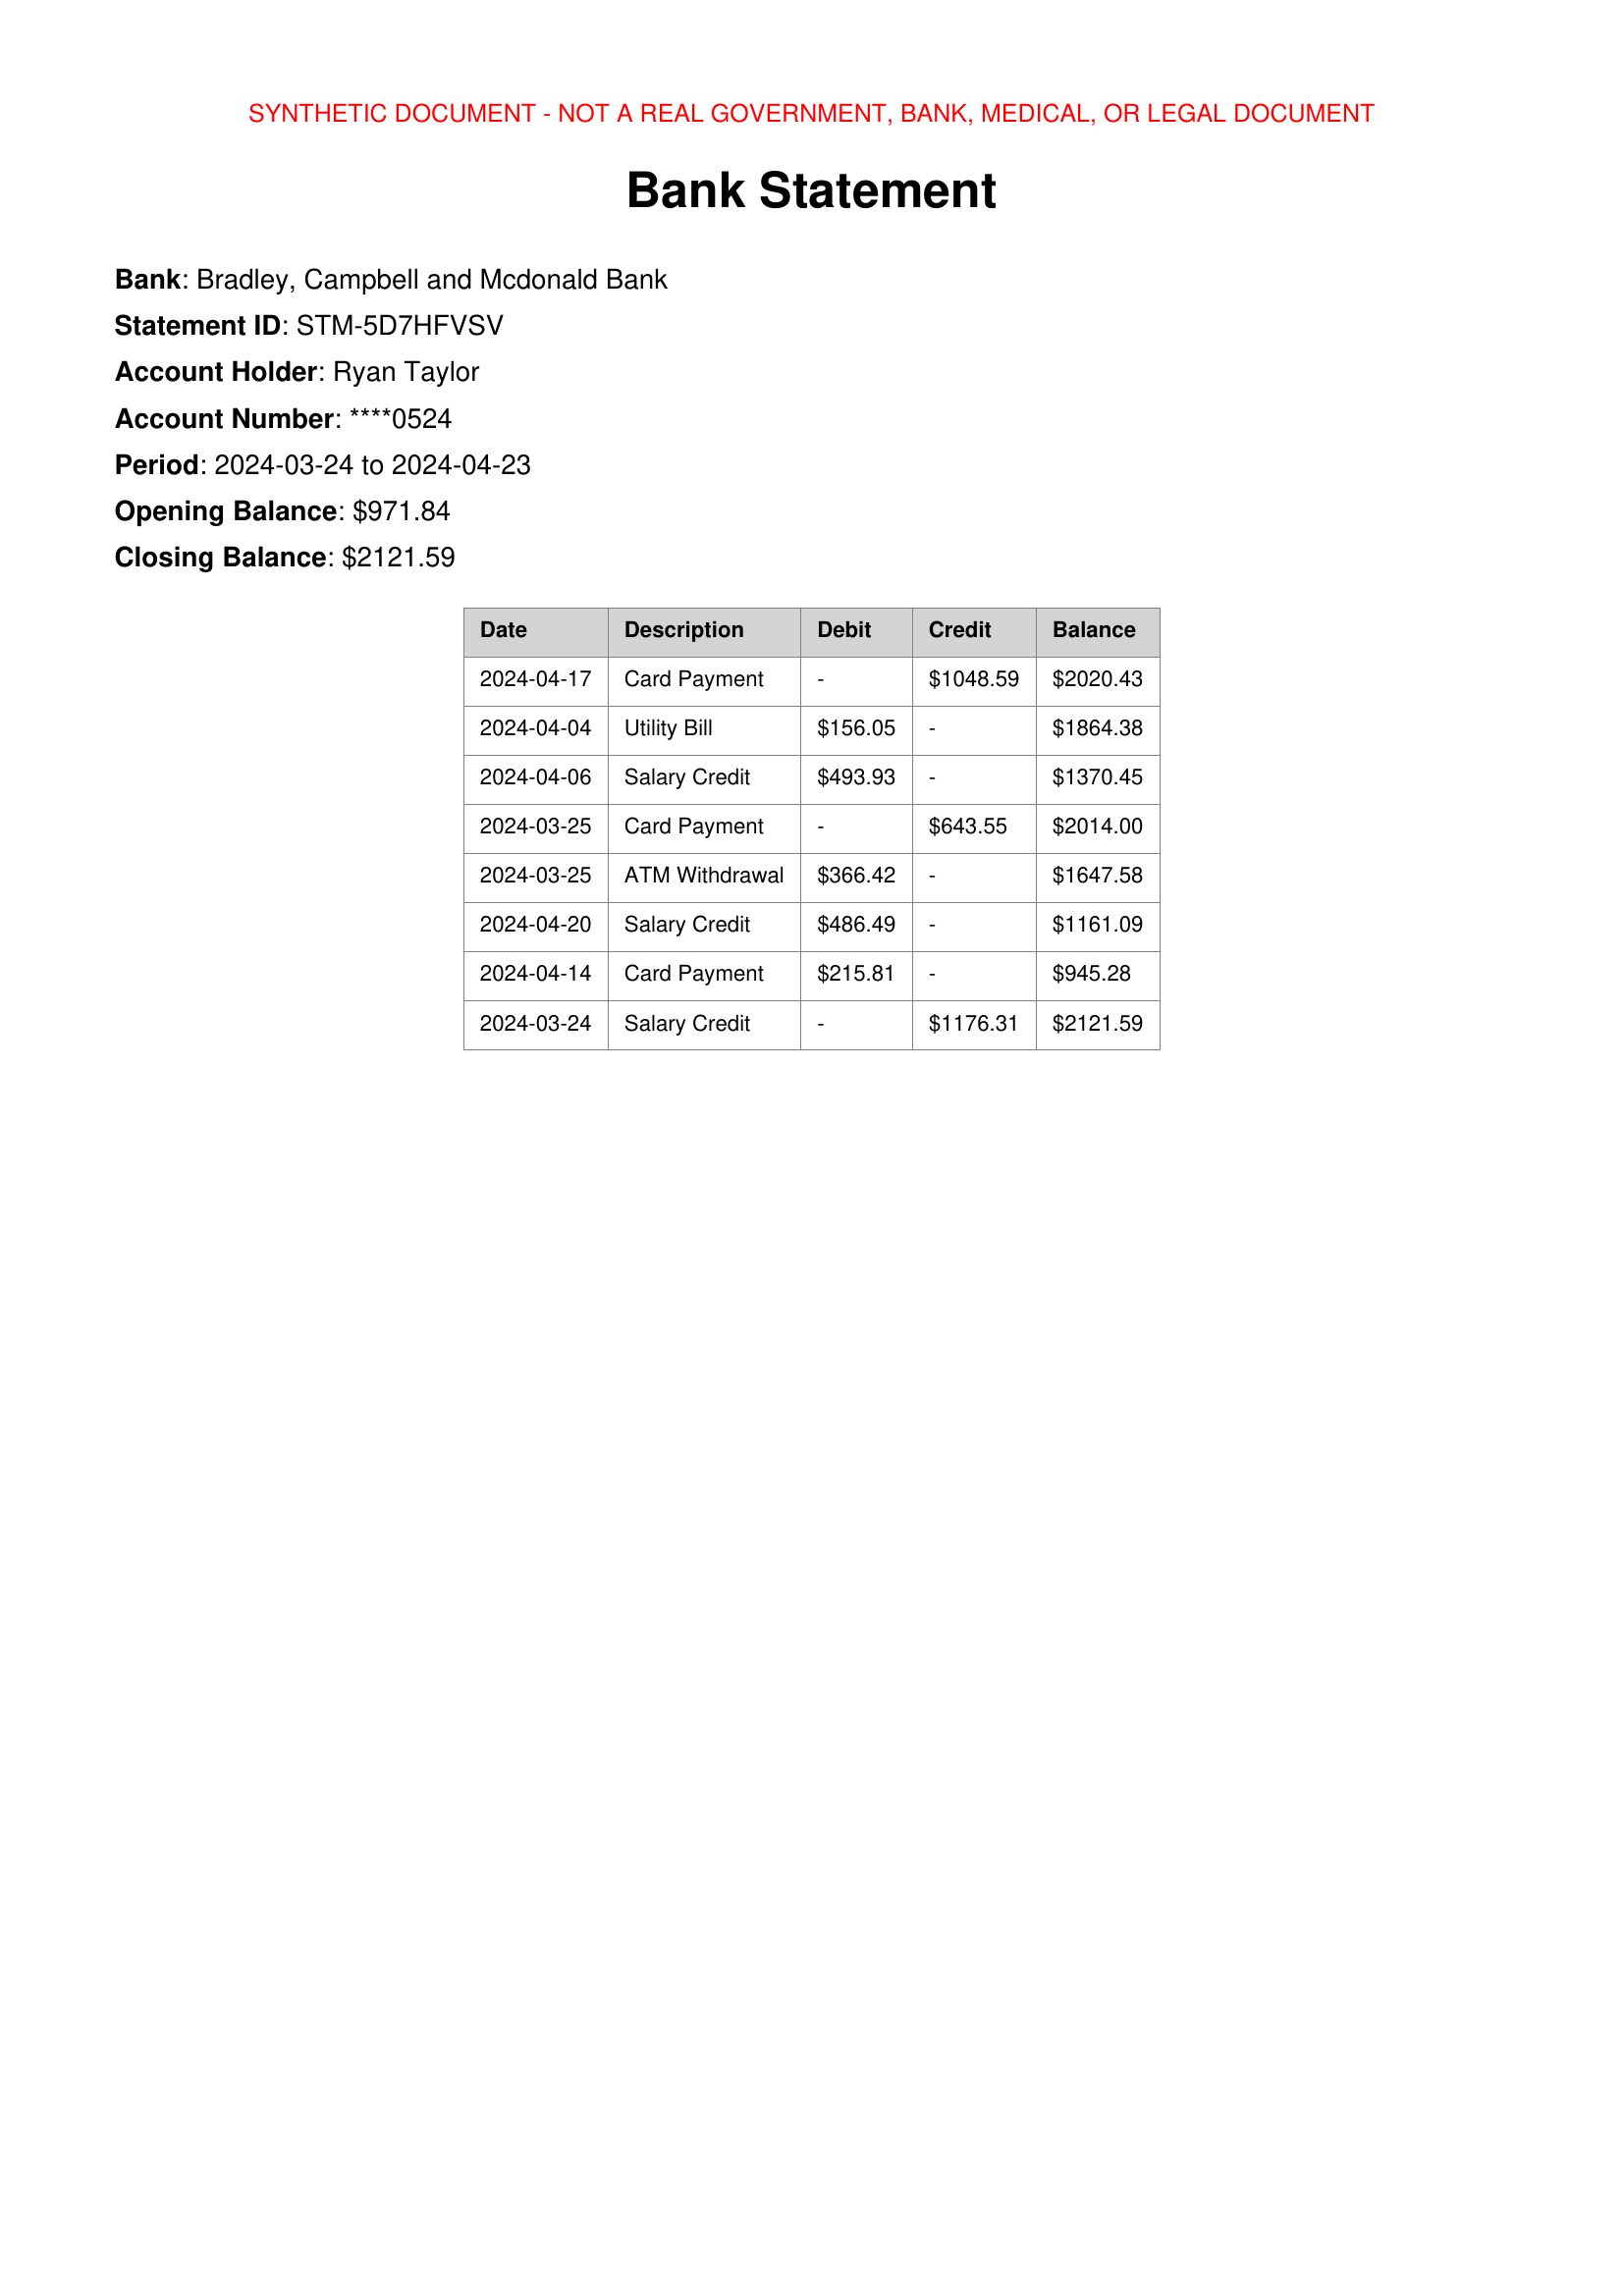 SYNTHETIC DOCUMENT - NOT A REAL GOVERNMENT, BANK, MEDICAL, OR LEGAL DOCUMENT
Bank Statement
Bank: Bradley, Campbell and Mcdonald Bank
Statement ID: STM-5D7HFVSV
Account Holder: Ryan Taylor
Account Number: ****0524
Period: 2024-03-24 to 2024-04-23
Opening Balance: $971.84
Closing Balance: $2121.59
Date Description Debit Credit Balance
2024-04-17 Card Payment - $1048.59 $2020.43
2024-04-04 Utility Bill $156.05 - $1864.38
2024-04-06 Salary Credit $493.93 - $1370.45
2024-03-25 Card Payment - $643.55 $2014.00
2024-03-25 ATM Withdrawal $366.42 - $1647.58
2024-04-20 Salary Credit $486.49 - $1161.09
2024-04-14 Card Payment $215.81 - $945.28
2024-03-24 Salary Credit - $1176.31 $2121.59